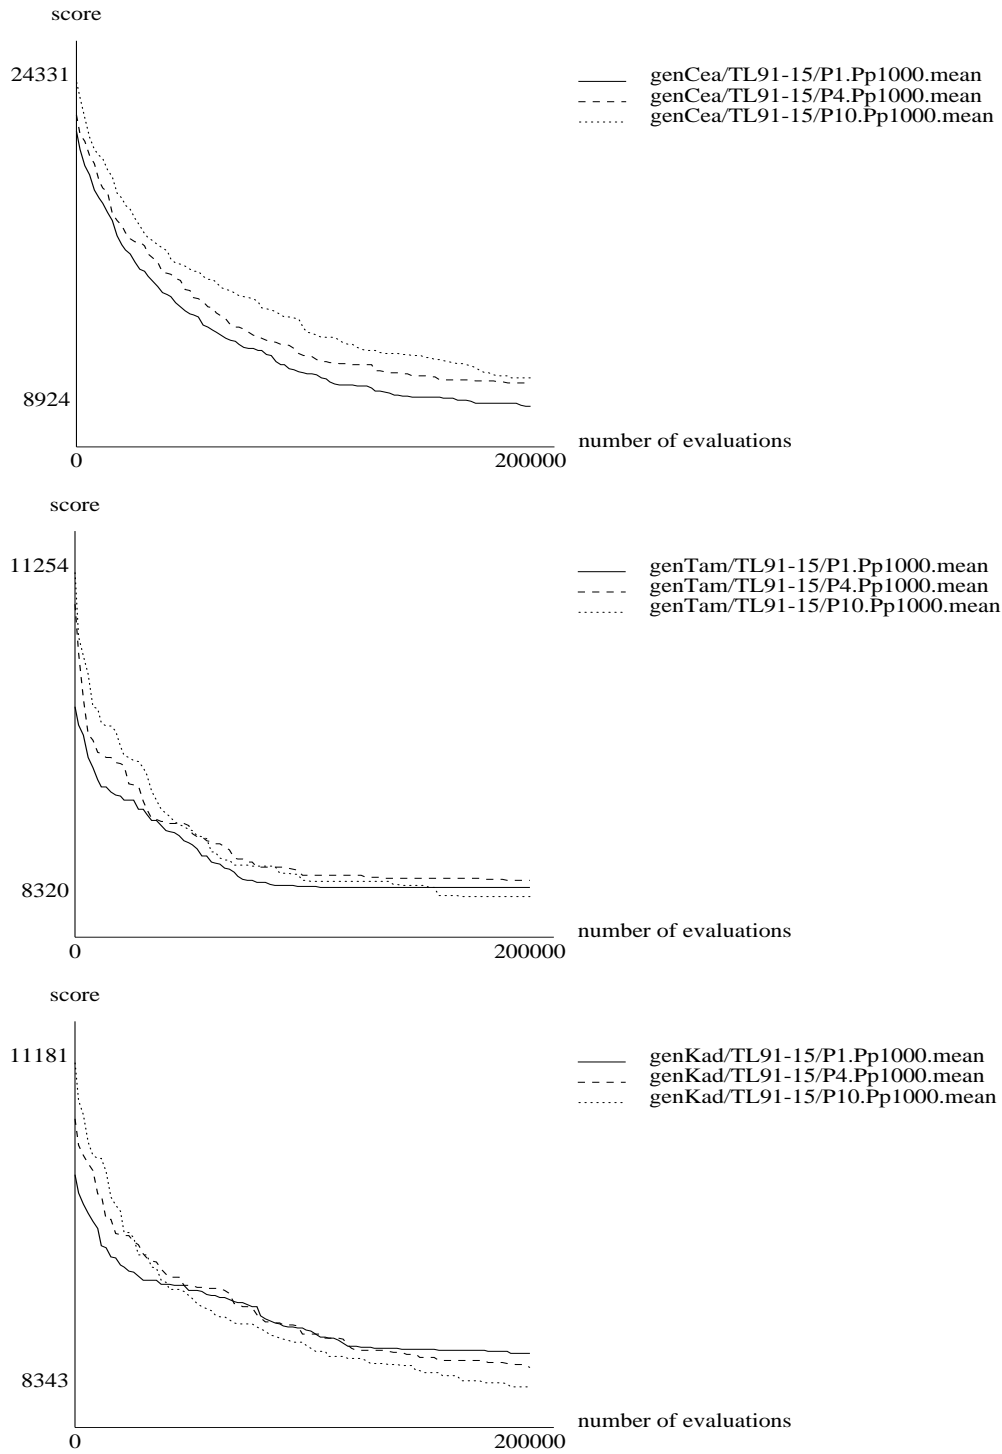 score
24331
genCea/TL91-15/P1.Pp1000.mean
genCea/TL91-15/P4.Pp1000.mean
genCea/TL91-15/P10.Pp1000.mean
8924
number of evaluations
0 200000
score
11254
genTam/TL91-15/P1.Pp1000.mean
genTam/TL91-15/P4.Pp1000.mean
genTam/TL91-15/P10.Pp1000.mean
8320
number of evaluations
0 200000
score
11181
genKad/TL91-15/P1.Pp1000.mean
genKad/TL91-15/P4.Pp1000.mean
genKad/TL91-15/P10.Pp1000.mean
8343
number of evaluations
0 200000